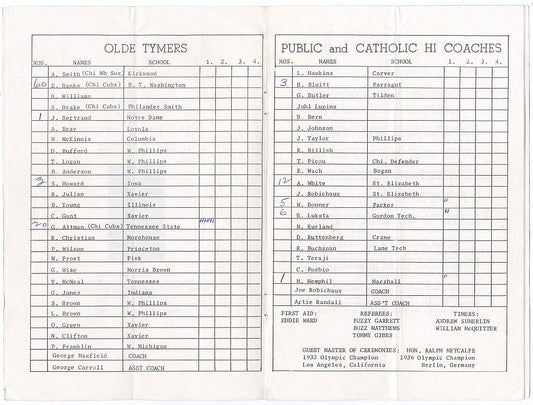 OLDE TYMERS
NOS. NAMES SCHOOL 1. 2. 3. 4.
A. Smith (Chi Wh Sox) Kirkwood
60 E. Banks (Chi Cubs) B. T. Washington
B. Williams
S. Drake (Chi Cubs) Philander Smith
1 J. Bertrand Notre Dame
A. Bray Loyola
W. McKinnis Columbia
D. Bufford W. Phillips
T. Logan W. Phillips
B. Anderson W. Phillips
3 S. Howard Iowa
R. Julian Xavier
B. Young Illinois
C. Gant Xavier
20 G. Altman (Chi Cubs) Tennessee State
R. Christian Morehouse
P. Wilson Princeton
W. Frost Fisk
G. Wise Morris Brown
V. McNeal Tennessee
G. Jones Indiana
S. Brown W. Phillips
L. Brown W. Phillips
O. Green Xavier
N. Clifton Xavier
P. Franklin W. Michigan
George Maxfield COACH
George Carroll ASST COACH
PUBLIC and CATHOLIC HI COACHES
NOS. NAMES SCHOOL 1. 2. 3. 4.
L. Hawkins Carver
3 B. Bluitt Farragut
G. Butler Tilden
Juhl Lupius
D. Bern
J. Johnson
J. Taylor Phillips
R. Billish
T. Picou Chi. Defender
R. Wach Bogan
12 A. White St. Elizabeth
J. Robichaux St. Elizabeth
5 W. Bonner Parker
6 B. Luksta Gordon Tech.
M. Kurland
D. Ruttenberg Crane
R. Buchanan Lane Tech
T. Teraji
C. Pozbio
1 H. Hemphil Marshall
Joe Robichaux COACH
Artie Randall ASS'T COACH
FIRST AID: REFEREES: TIMERS:
EDDIE WARD FUZZY GARRETT ANDREW SUMERLIN
BUZZ MATTHEWS WILLIAM McQUITTER
TOMMY GIBBS
GUEST MASTER OF CEREMONIES: HON. RALPH METCALFE
1932 Olympic Champion 1936 Olympic Champion
Los Angeles, California Berlin, Germany